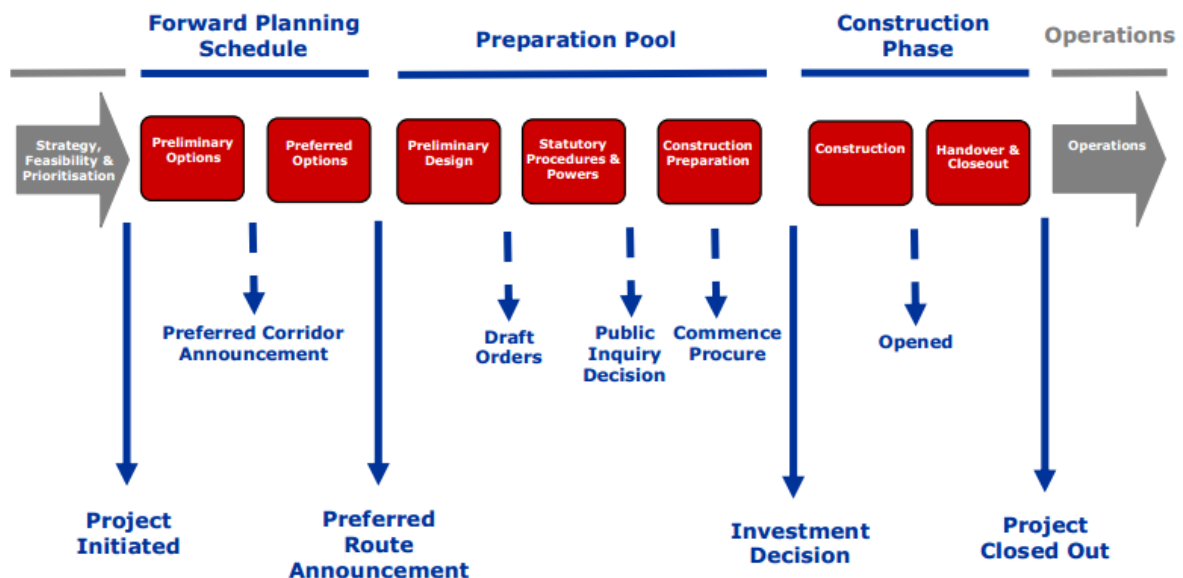 Forward Planning
Schedule
Preparation Pool
Construction
Phase
Operations
Strategy,
Feasibility &
Prioritisation
Preliminary
Options
Preferred
Options
Preliminary
Design
Statutory
Procedures &
Powers
Construction
Preparation
Construction
Handover &
Closeout
Operations
Preferred Corridor
Announcement
Draft
Orders
Public
Inquiry
Decision
Commence
Procure
Opened
Project
Initiated
Preferred
Route
Announcement
Investment
Decision
Project
Closed Out